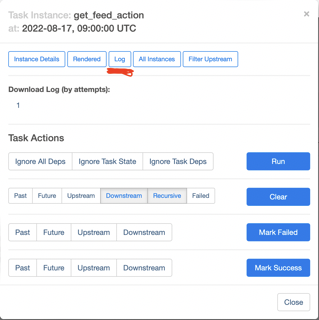 Task Instance: get_feed_action ×
at: 2022-08-17, 09:00:00 UTC
Instance Details Rendered Log All Instances Filter Upstream
Download Log (by attempts):
1
Task Actions
Ignore All Deps Ignore Task State Ignore Task Deps Run
Past Future Upstream Downstream Recursive Failed Clear
Past Future Upstream Downstream Mark Failed
Past Future Upstream Downstream Mark Success
Close